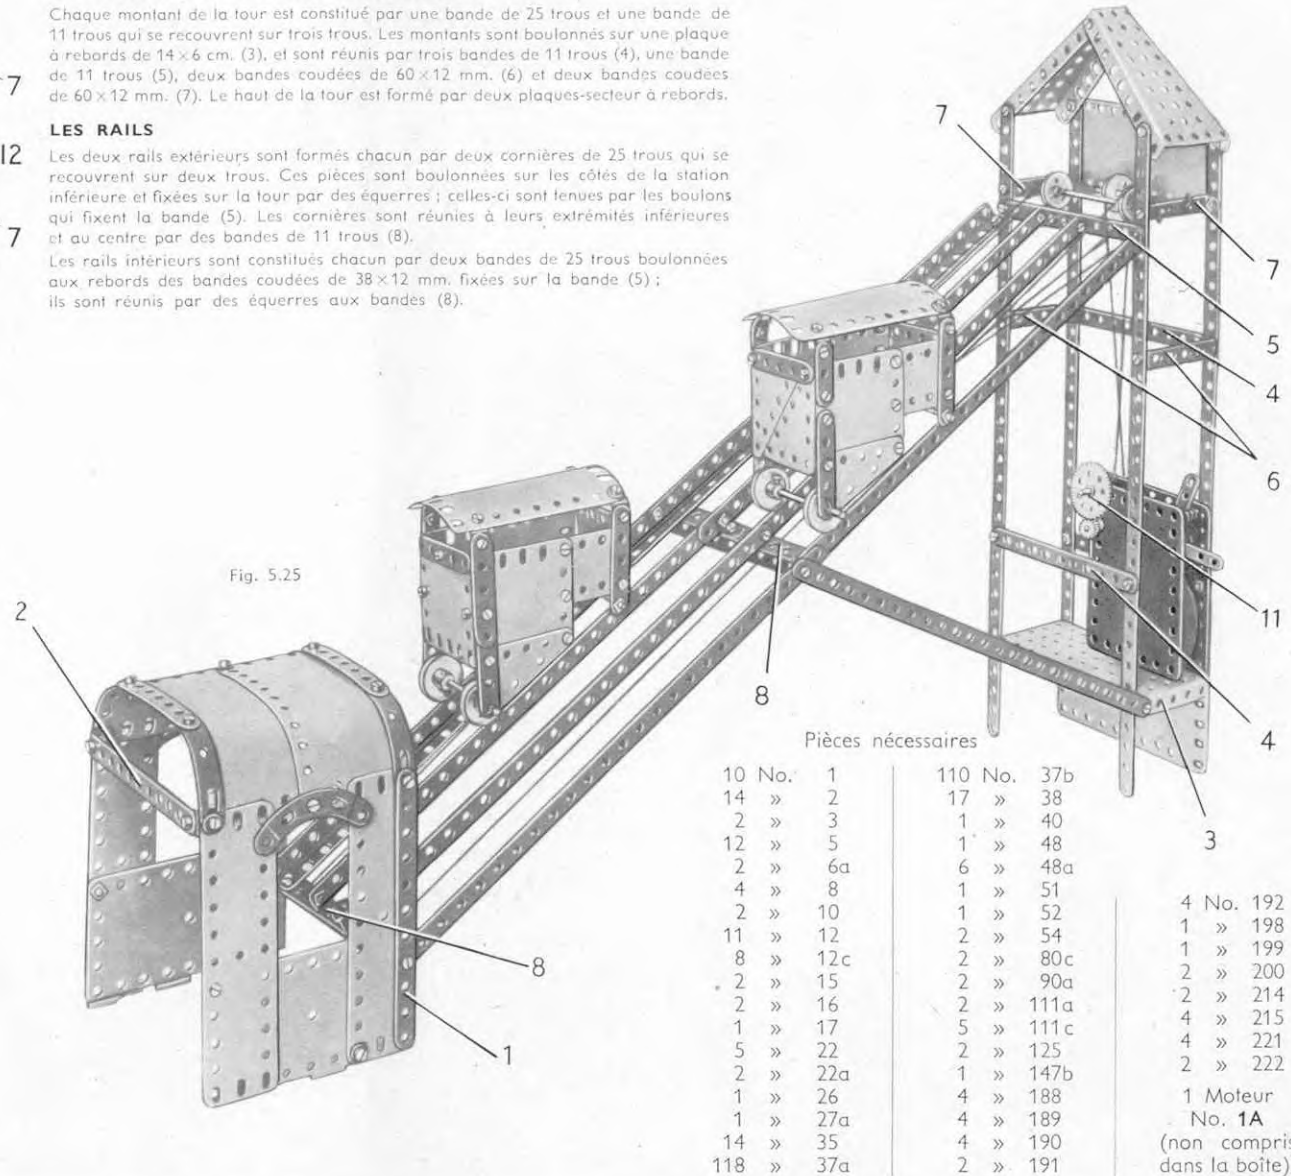 Chaque montant de la tour est constitué par une bande de 25 trous et une bande de
11 trous qui se recouvrent sur trois trous. Les montants sont boulonnés sur une plaque
à rebords de 14×6 cm. (3), et sont réunis par trois bandes de 11 trous (4), une bande
de 11 trous (5), deux bandes coudées de 60×12 mm. (6) et deux bandes coudées
de 60×12 mm. (7). Le haut de la tour est formé par deux plaques-secteur à rebords.
7
LES RAILS
12
Les deux rails extérieurs sont formés chacun par deux cornières de 25 trous qui se
recouvrent sur deux trous. Ces pièces sont boulonnées sur les côtés de la station
inférieure et fixées sur la tour par des équerres ; celles-ci sont tenues par les boulons
qui fixent la bande (5). Les cornières sont réunies à leurs extrémités inférieures
7
et au centre par des bandes de 11 trous (8).
Les rails intérieurs sont constitués chacun par deux bandes de 25 trous boulonnées
aux rebords des bandes coudées de 38×12 mm. fixées sur la bande (5) ;
ils sont réunis par des équerres aux bandes (8).
7
7
7
5
4
6
Fig. 5.25
2
11
8
4
3
8
1
Pièces nécessaires
10 No. 1
14 » 2
2 » 3
12 » 5
2 » 6a
4 » 8
2 » 10
11 » 12
8 » 12c
2 » 15
2 » 16
1 » 17
5 » 22
2 » 22a
1 » 26
1 » 27a
14 » 35
118 » 37a
110 No. 37b
17 » 38
1 » 40
1 » 48
6 » 48a
1 » 51
1 » 52
2 » 54
2 » 80c
2 » 90a
2 » 111a
5 » 111c
2 » 125
1 » 147b
4 » 188
4 » 189
4 » 190
2 » 191
4 No. 192
1 » 198
1 » 199
2 » 200
2 » 214
4 » 215
4 » 221
2 » 222
1 Moteur
No. 1A
(non compris
dans la boîte)